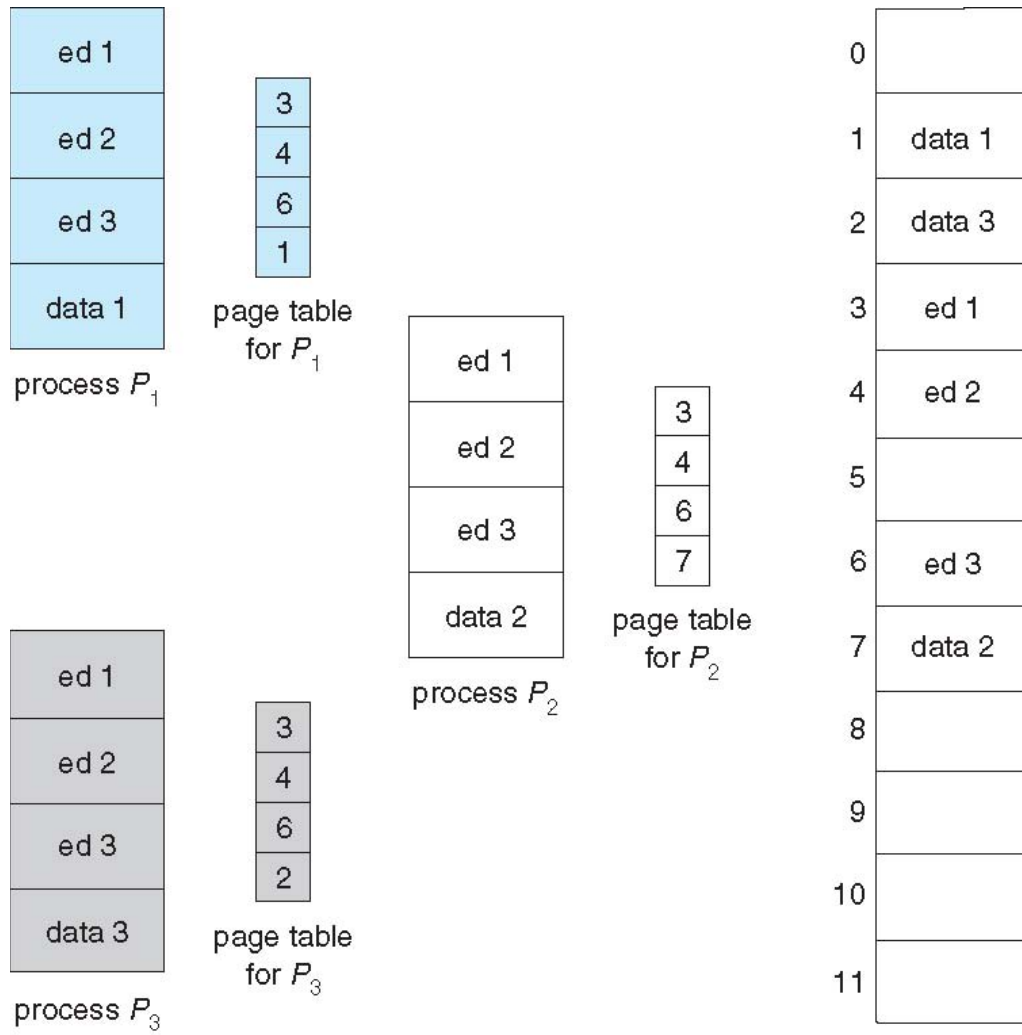 ed 1
ed 2
ed 3
data 1
process P1
3
4
6
1
page table
for P1
ed 1
ed 2
ed 3
data 2
process P2
3
4
6
7
page table
for P2
ed 1
ed 2
ed 3
data 3
process P3
3
4
6
2
page table
for P3
0
1 data 1
2 data 3
3 ed 1
4 ed 2
5
6 ed 3
7 data 2
8
9
10
11